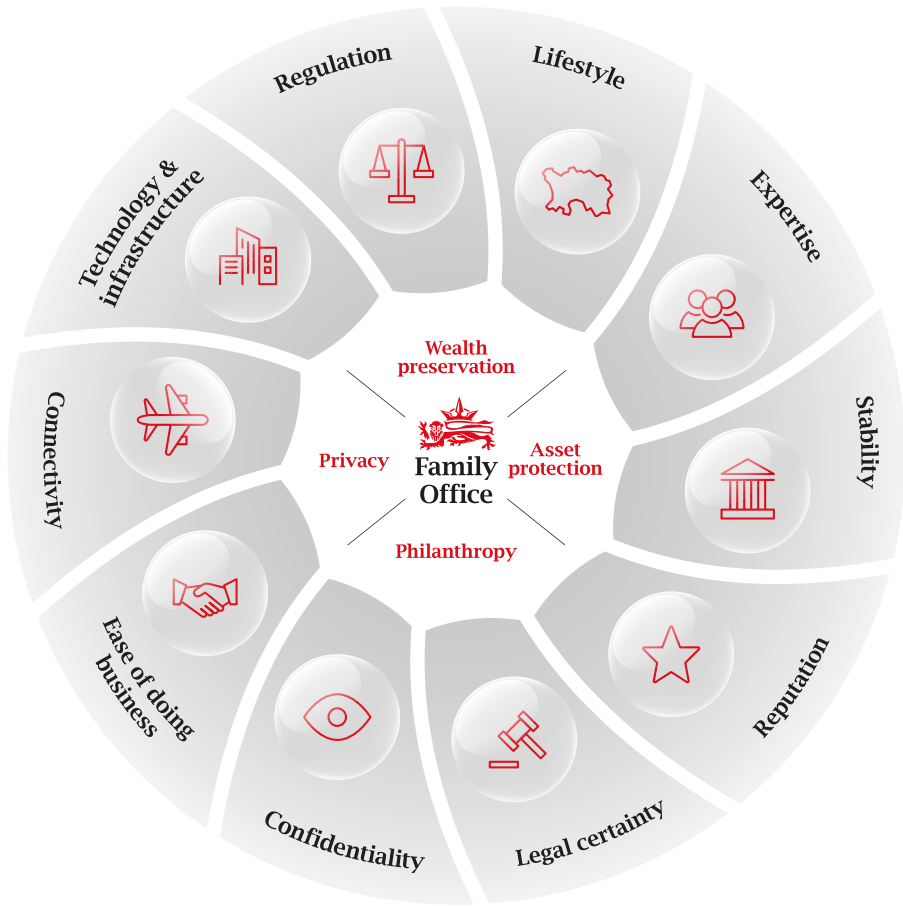 Regulation
Lifestyle
Expertise
Stability
Reputation
Legal certainty
Confidentiality
Ease of doing
business
Connectivity
Technology &
infrastructure
Wealth
preservation
Privacy
Family
Office
Asset
protection
Philanthropy